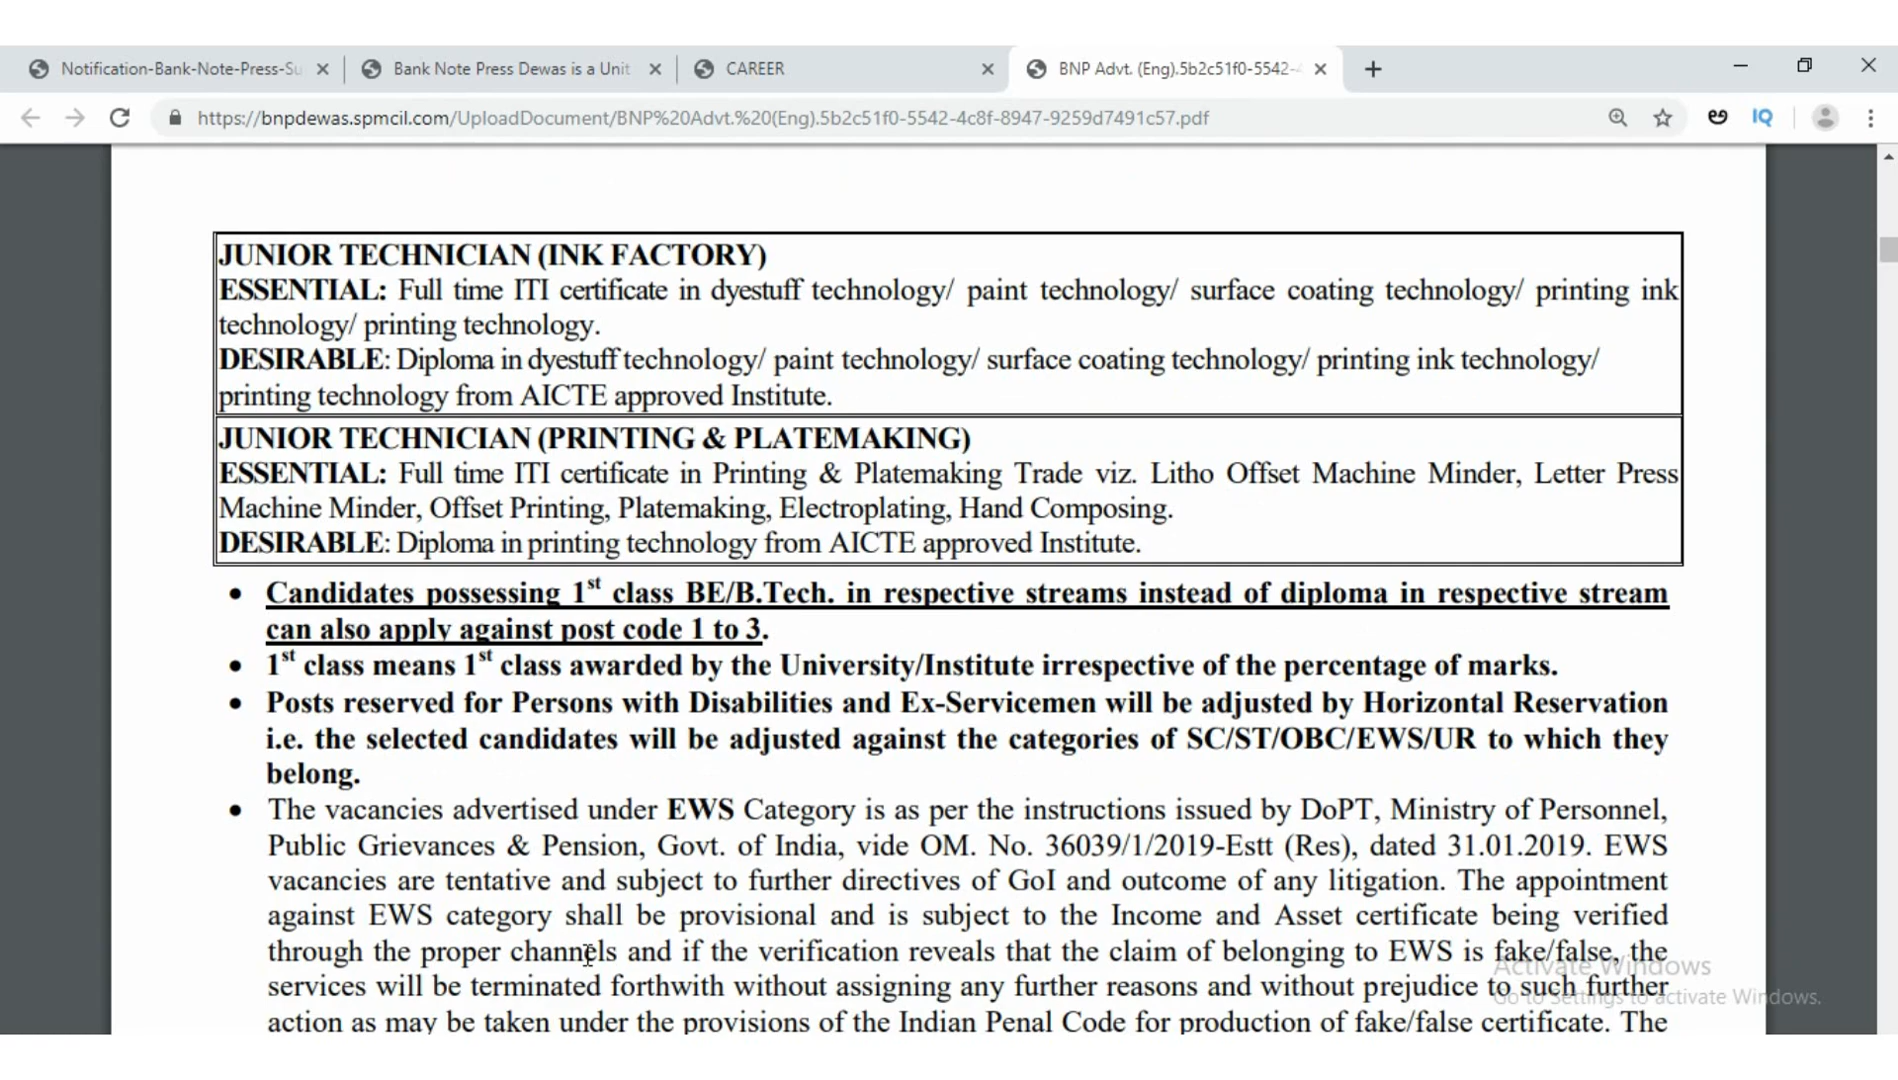 Notification-Bank-Note-Press-Su
Bank Note Press Dewas is a Unit
CAREER
BNP Advt. (Eng).5b2c51f0-5542-4
https://bnpdewas.spmcil.com/UploadDocument/BNP%20Advt.%20(Eng).5b2c51f0-5542-4c8f-8947-9259d7491c57.pdf
IQ
JUNIOR TECHNICIAN (INK FACTORY)
ESSENTIAL: Full time ITI certificate in dyestuff technology/ paint technology/ surface coating technology/ printing ink
technology/ printing technology.
DESIRABLE: Diploma in dyestuff technology/ paint technology/ surface coating technology/ printing ink technology/
printing technology from AICTE approved Institute.
JUNIOR TECHNICIAN (PRINTING & PLATEMAKING)
ESSENTIAL: Full time ITI certificate in Printing & Platemaking Trade viz. Litho Offset Machine Minder, Letter Press
Machine Minder, Offset Printing, Platemaking, Electroplating, Hand Composing.
DESIRABLE: Diploma in printing technology from AICTE approved Institute.
• Candidates possessing 1st class BE/B.Tech. in respective streams instead of diploma in respective stream
can also apply against post code 1 to 3.
• 1st class means 1st class awarded by the University/Institute irrespective of the percentage of marks.
• Posts reserved for Persons with Disabilities and Ex-Servicemen will be adjusted by Horizontal Reservation
i.e. the selected candidates will be adjusted against the categories of SC/ST/OBC/EWS/UR to which they
belong.
• The vacancies advertised under EWS Category is as per the instructions issued by DoPT, Ministry of Personnel,
Public Grievances & Pension, Govt. of India, vide OM. No. 36039/1/2019-Estt (Res), dated 31.01.2019. EWS
vacancies are tentative and subject to further directives of GoI and outcome of any litigation. The appointment
against EWS category shall be provisional and is subject to the Income and Asset certificate being verified
through the proper channels and if the verification reveals that the claim of belonging to EWS is fake/false, the
services will be terminated forthwith without assigning any further reasons and without prejudice to such further
action as may be taken under the provisions of the Indian Penal Code for production of fake/false certificate. The
Activate Windows
Go to Settings to activate Windows.